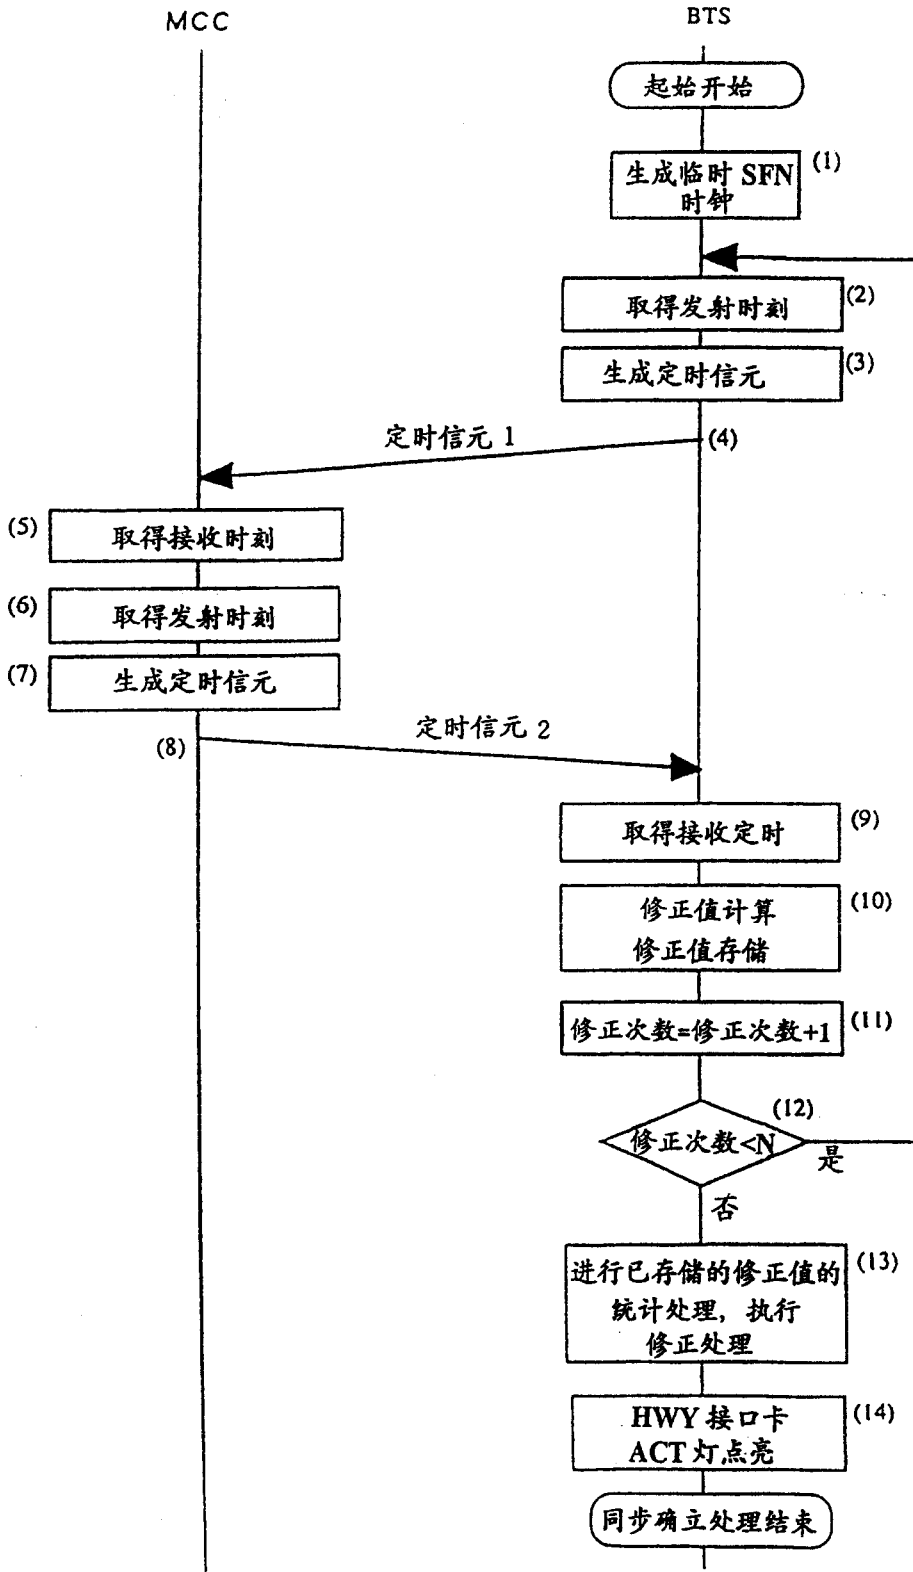 MCC
BTS
起始开始
(1)
生成临时 SFN
时钟
取得发射时刻
(2)
生成定时信元
(3)
定时信元 1
(4)
(5)
取得接收时刻
(6)
取得发射时刻
(7)
生成定时信元
定时信元 2
(8)
取得接收定时
(9)
修正值计算
修正值存储
(10)
修正次数=修正次数+1
(11)
(12)
修正次数<N
是
否
进行已存储的修正值的
统计处理, 执行
修正处理
(13)
HWY 接口卡
ACT 灯点亮
(14)
同步确立处理结束